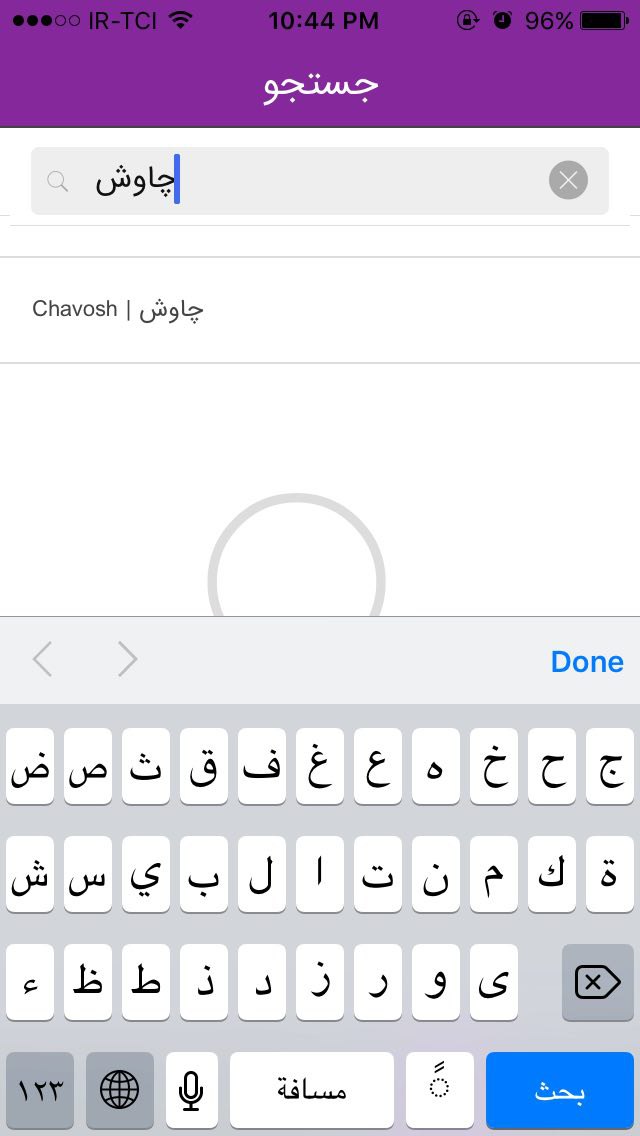 IR-TCI 10:44 PM 96%
جستجو
چاوش
Chavosh | چاوش
Done
ض ص ث ق ف غ ع ه خ ح ج
ش س ي ب ل ا ت ن م ك ة
ء ظ ط ذ د ز ر و ى
١٢٣ مسافة بحث